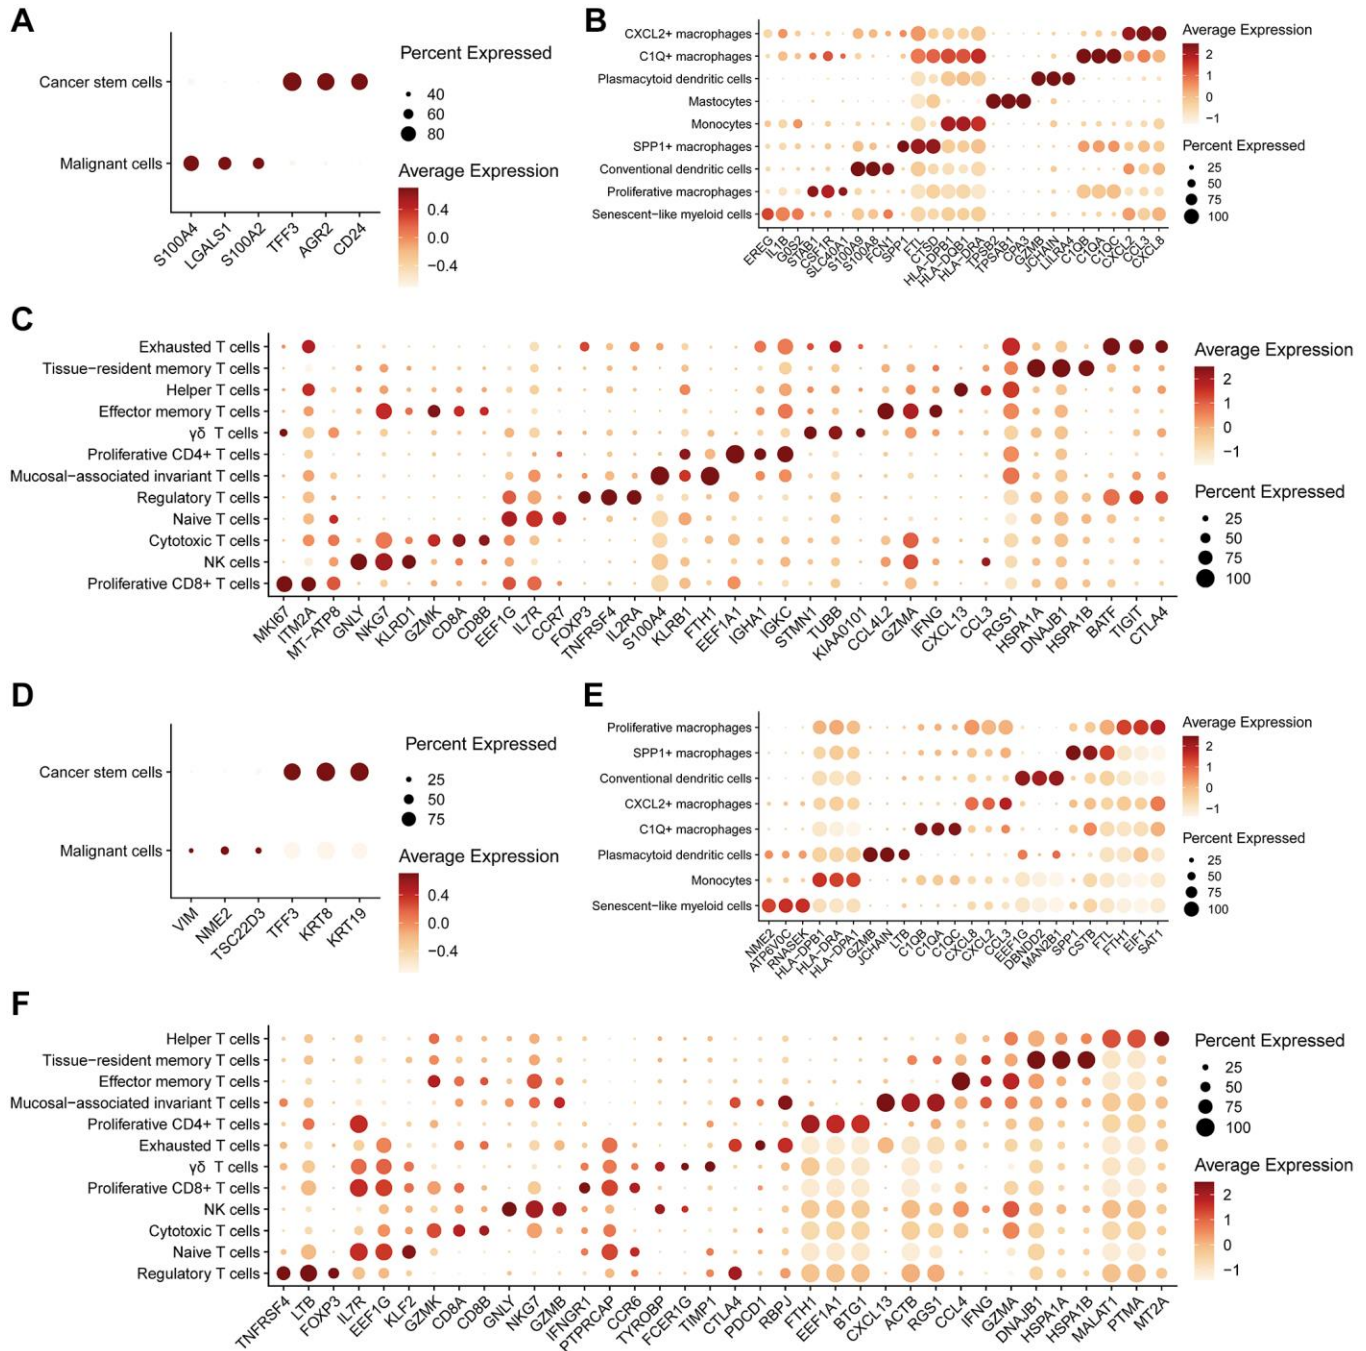 A
Cancer stem cells
Malignant cells
S100A4
LGALS1
S100A2
TFF3
AGR2
CD24
Percent Expressed
40
60
80
Average Expression
0.4
0.0
−0.4
B
CXCL2+ macrophages
C1Q+ macrophages
Plasmacytoid dendritic cells
Mastocytes
Monocytes
SPP1+ macrophages
Conventional dendritic cells
Proliferative macrophages
Senescent−like myeloid cells
EREG
IL1B
G0S2
STAB1
CSF1R
SLC40A1
S100A9
S100A8
FCN1
SPP1
FTL
CTSD
HLA−DPB1
HLA−DQB1
HLA−DRA
TPSB2
TPSAB1
CPA3
GZMB
JCHAIN
LILRA4
C1QB
C1QA
C1QC
CXCL2
CCL3
CXCL8
Average Expression
2
1
0
−1
Percent Expressed
25
50
75
100
C
Exhausted T cells
Tissue−resident memory T cells
Helper T cells
Effector memory T cells
γδ T cells
Proliferative CD4+ T cells
Mucosal−associated invariant T cells
Regulatory T cells
Naive T cells
Cytotoxic T cells
NK cells
Proliferative CD8+ T cells
MKI67
ITM2A
MT−ATP8
GNLY
NKG7
KLRD1
GZMK
CD8A
CD8B
EEF1G
IL7R
CCR7
FOXP3
TNFRSF4
IL2RA
S100A4
KLRB1
FTH1
EEF1A1
IGHA1
IGKC
STMN1
TUBB
KIAA0101
CCL4L2
GZMA
IFNG
CXCL13
CCL3
RGS1
HSPA1A
DNAJB1
HSPA1B
BATF
TIGIT
CTLA4
Average Expression
2
1
0
−1
Percent Expressed
25
50
75
100
D
Cancer stem cells
Malignant cells
VIM
NME2
TSC22D3
TFF3
KRT8
KRT19
Percent Expressed
25
50
75
Average Expression
0.4
0.0
−0.4
E
Proliferative macrophages
SPP1+ macrophages
Conventional dendritic cells
CXCL2+ macrophages
C1Q+ macrophages
Plasmacytoid dendritic cells
Monocytes
Senescent−like myeloid cells
NME2
ATP6V0C
RNASEK
HLA−DPB1
HLA−DRA
HLA−DPA1
GZMB
JCHAIN
LTB
C1QB
C1QA
C1QC
CXCL8
CXCL2
CCL3
EEF1G
DBNDD2
MAN2B1
SPP1
CSTB
FTL
FTH1
EIF1
SAT1
Average Expression
2
1
0
−1
Percent Expressed
25
50
75
100
F
Helper T cells
Tissue−resident memory T cells
Effector memory T cells
Mucosal−associated invariant T cells
Proliferative CD4+ T cells
Exhausted T cells
γδ T cells
Proliferative CD8+ T cells
NK cells
Cytotoxic T cells
Naive T cells
Regulatory T cells
TNFRSF4
LTB
FOXP3
IL7R
EEF1G
KLF2
GZMK
CD8A
CD8B
GNLY
NKG7
GZMB
IFNGR1
PTPRCAP
CCR6
TYROBP
FCER1G
TIMP1
CTLA4
PDCD1
RBPJ
FTH1
EEF1A1
BTG1
CXCL13
ACTB
RGS1
CCL4
IFNG
GZMA
DNAJB1
HSPA1A
HSPA1B
MALAT1
PTMA
MT2A
Percent Expressed
25
50
75
100
Average Expression
2
1
0
−1